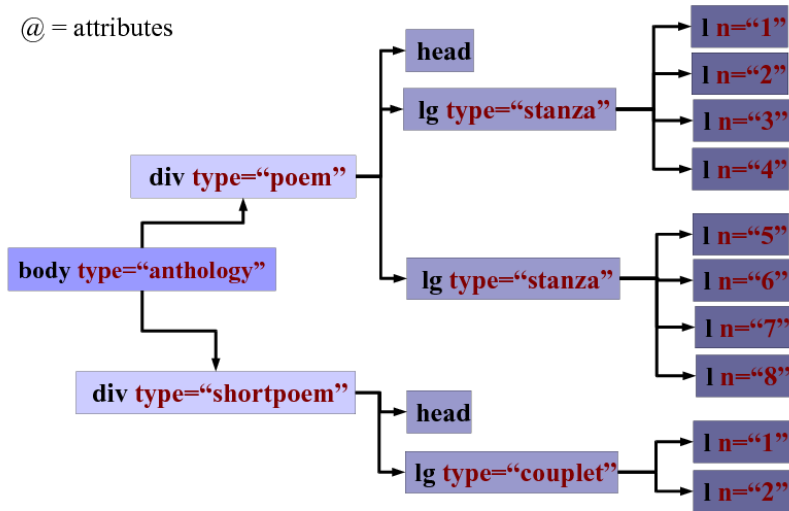 @ = attributes
head
lg type=“stanza”
l n=“1”
l n=“2”
l n=“3”
l n=“4”
div type=“poem”
body type=“anthology”
lg type=“stanza”
l n=“5”
l n=“6”
l n=“7”
l n=“8”
div type=“shortpoem”
head
lg type=“couplet”
l n=“1”
l n=“2”